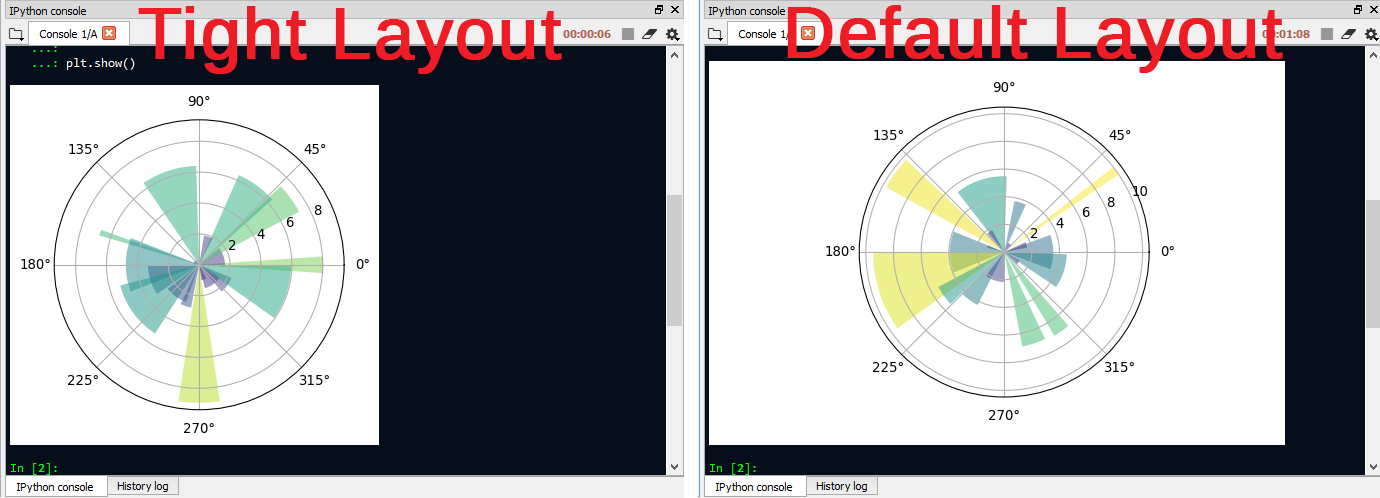 IPython console
Console 1/A
Tight Layout
00:00:06
...:
...: plt.show()
90°
135°
45°
8
6
4
2
180°
0°
225°
315°
270°
In [2]:
IPython console
History log
IPython console
Console 1/
Default Layout
:01:08
90°
135°
45°
10
8
6
4
2
180°
0°
225°
315°
270°
In [2]:
IPython console
History log